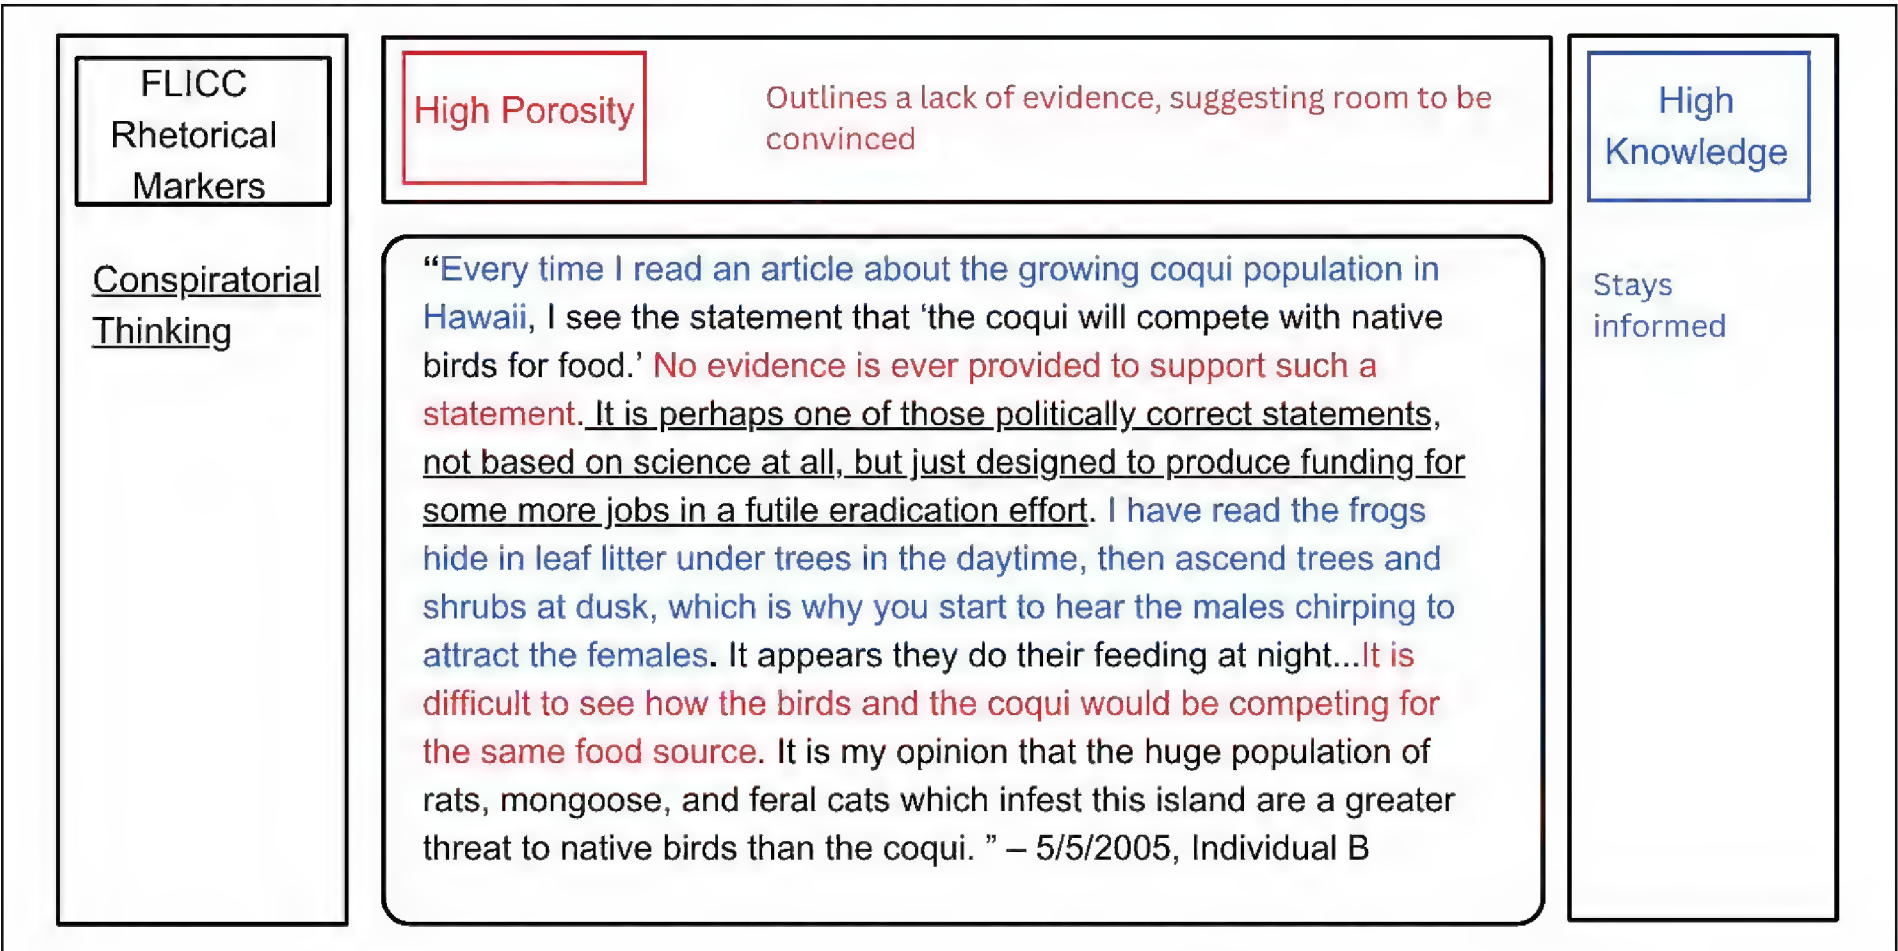 FLICC
Rhetorical
Markers
Conspiratorial
Thinking
High Porosity
Outlines a lack of evidence, suggesting room to be
convinced
“Every time I read an article about the growing coqui population in
Hawaii, I see the statement that ‘the coqui will compete with native
birds for food.’ No evidence is ever provided to support such a
statement. It is perhaps one of those politically correct statements,
not based on science at all, but just designed to produce funding for
some more jobs in a futile eradication effort. I have read the frogs
hide in leaf litter under trees in the daytime, then ascend trees and
shrubs at dusk, which is why you start to hear the males chirping to
attract the females. It appears they do their feeding at night...It is
difficult to see how the birds and the coqui would be competing for
the same food source. It is my opinion that the huge population of
rats, mongoose, and feral cats which infest this island are a greater
threat to native birds than the coqui. ” – 5/5/2005, Individual B
High
Knowledge
Stays
informed